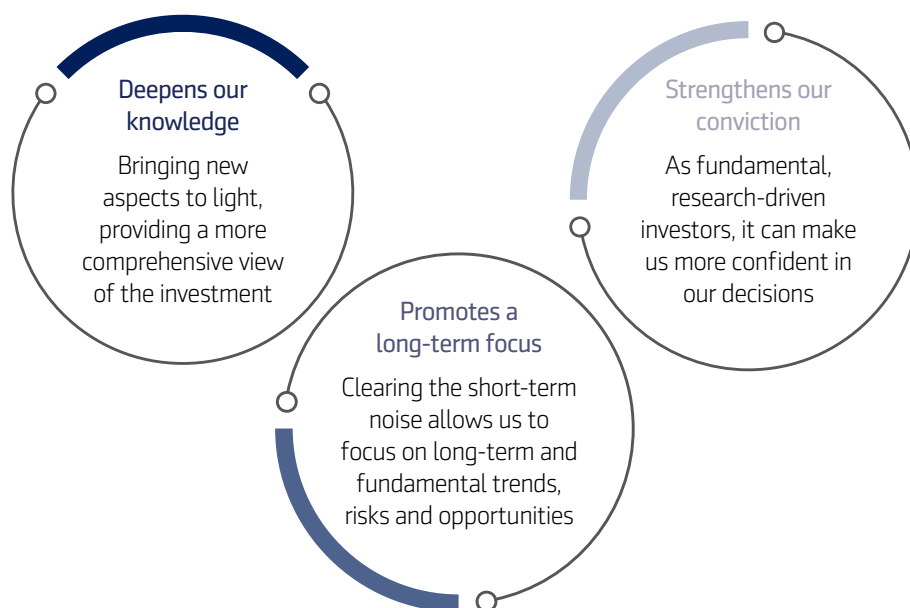 Deepens our
knowledge
Bringing new
aspects to light,
providing a more
comprehensive view
of the investment
Promotes a
long-term focus
Clearing the short-term
noise allows us to
focus on long-term and
fundamental trends,
risks and opportunities
Strengthens our
conviction
As fundamental,
research-driven
investors, it can make
us more confident in
our decisions